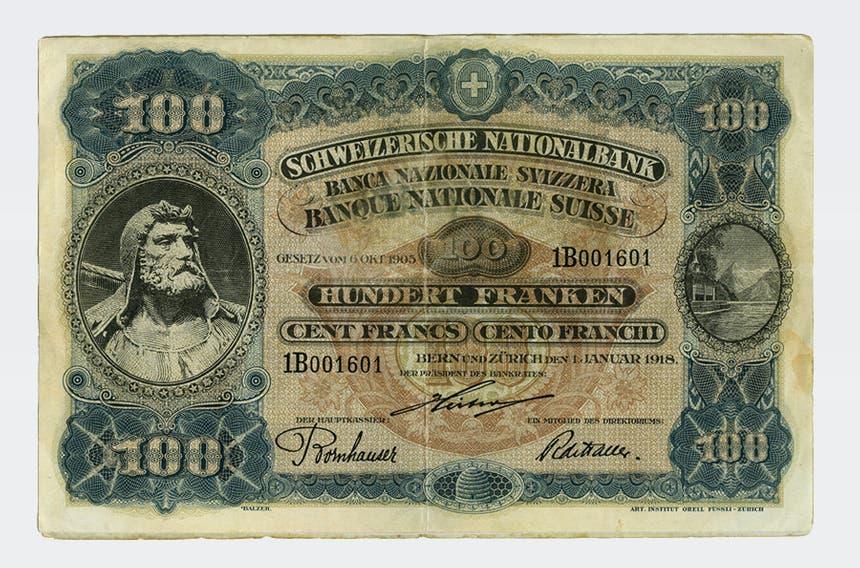 100 100
SCHWEIZERISCHE NATIONALBANK
BANCA NAZIONALE SVIZZERA
BANQUE NATIONALE SUISSE
GESETZ VOM 6 OKT 1905 100 1B001601
HUNDERT FRANKEN
CENT FRANCS CENTO FRANCHI
1B001601 BERN UND ZÜRICH DEN 1. JANUAR 1918.
DER PRÄSIDENT DES BANKRATES:
DER HAUPTKASSIER: EIN MITGLIED DES DIREKTORIUMS:
Bornhauser
100 100
BALZER. ART. INSTITUT ORELL FÜSSLI - ZÜRICH